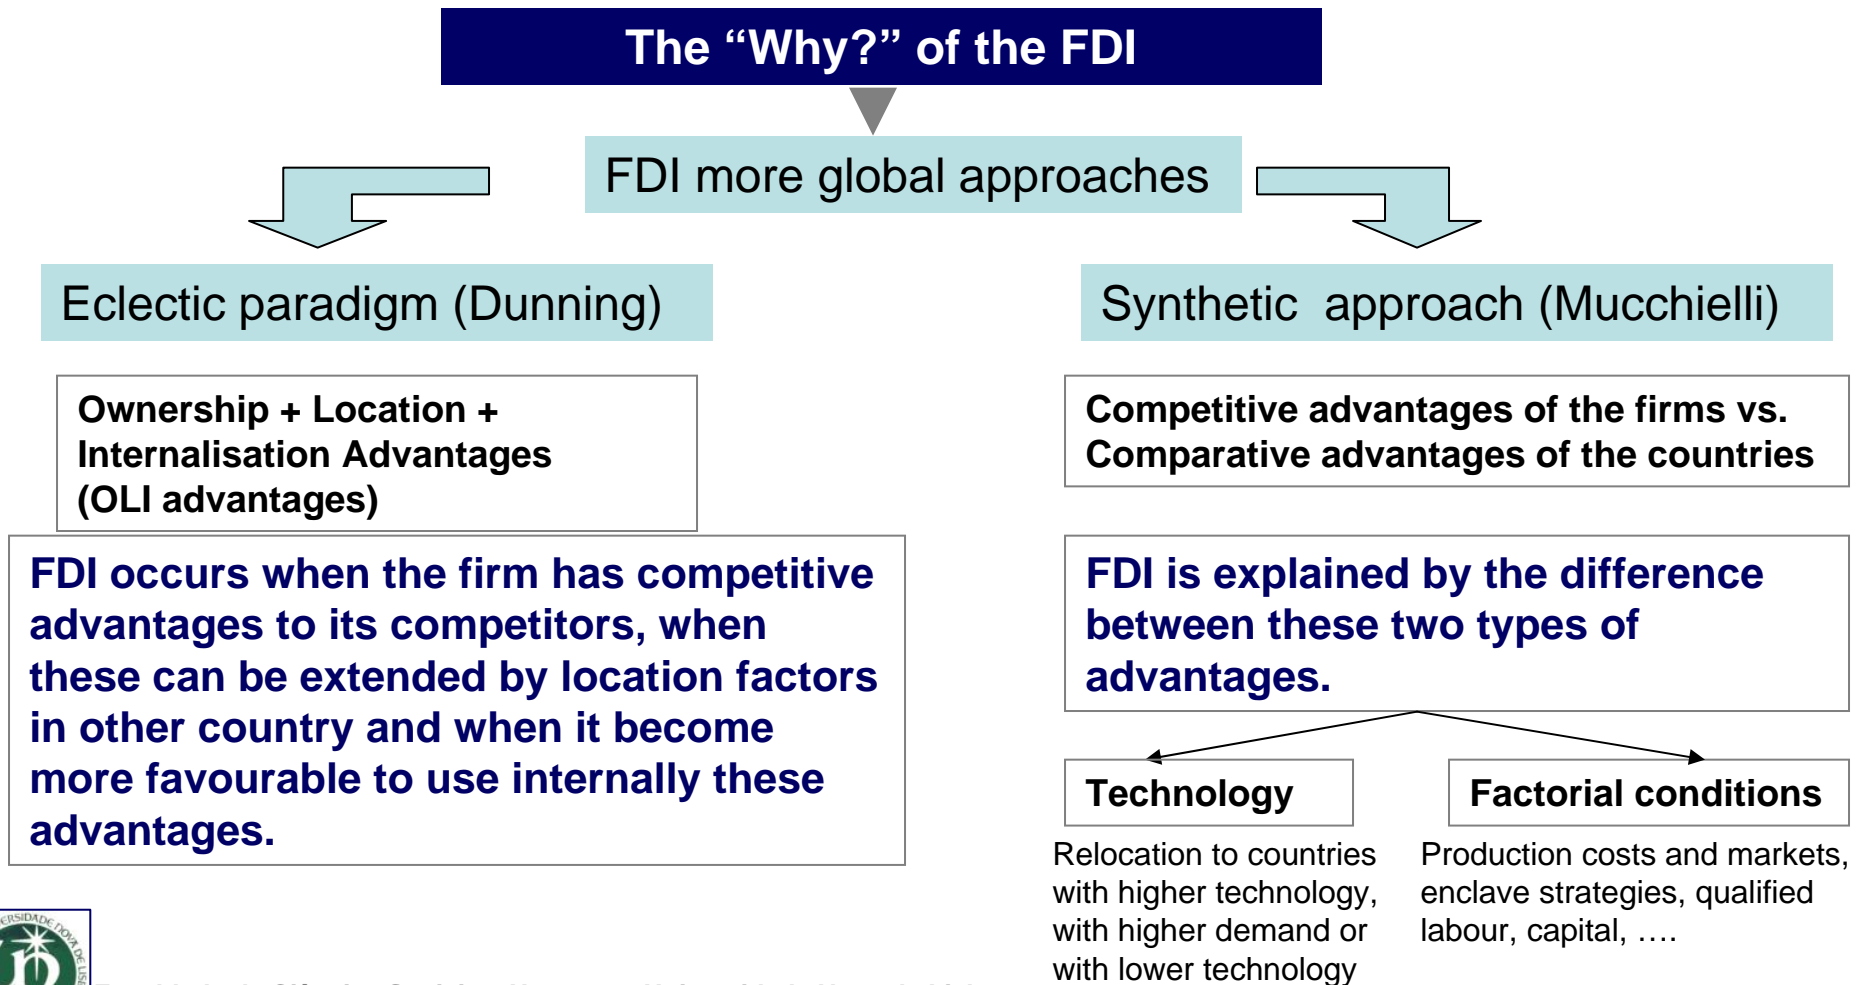 The “Why?” of the FDI
FDI more global approaches
Eclectic paradigm (Dunning)
Ownership + Location +
Internalisation Advantages
(OLI advantages)
FDI occurs when the firm has competitive
advantages to its competitors, when
these can be extended by location factors
in other country and when it become
more favourable to use internally these
advantages.
Synthetic approach (Mucchielli)
Competitive advantages of the firms vs.
Comparative advantages of the countries
FDI is explained by the difference
between these two types of
advantages.
Technology
Relocation to countries
with higher technology,
with higher demand or
with lower technology
Factorial conditions
Production costs and markets,
enclave strategies, qualified
labour, capital, ….
NOVA DE